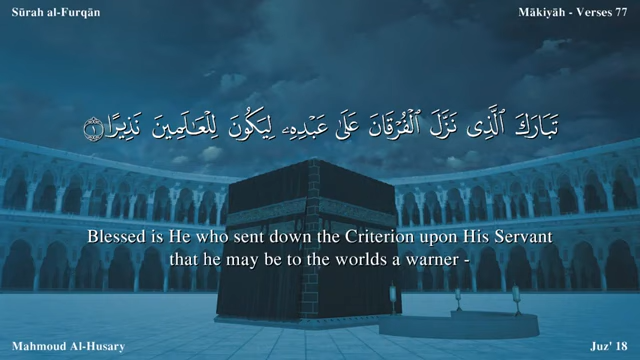 Sūrah al-Furqān
Mākiyāh - Verses 77
تَبَارَكَ ٱلَّذِى نَزَّلَ ٱلْفُرْقَانَ عَلَىٰ عَبْدِهِۦ لِيَكُونَ لِلْعَـٰلَمِينَ نَذِيرًا ١
Blessed is He who sent down the Criterion upon His Servant
that he may be to the worlds a warner -
Mahmoud Al-Husary
Juz' 18